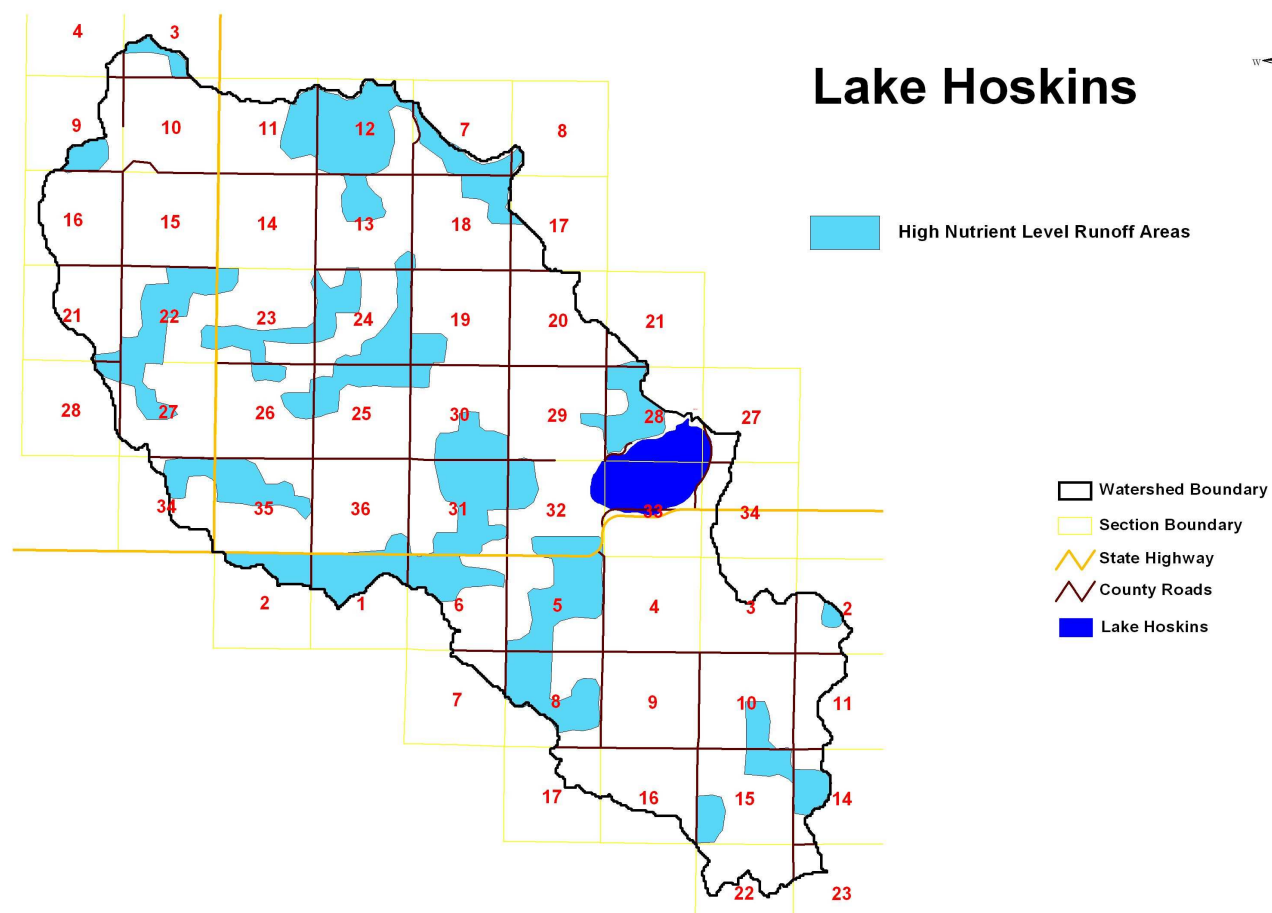 Lake Hoskins
W
High Nutrient Level Runoff Areas
Watershed Boundary
Section Boundary
State Highway
County Roads
Lake Hoskins
4 3
9 10 11 12 7 8
16 15 14 13 18 17
21 22 23 24 19 20 21
28 27 26 25 30 29 28 27
34 35 36 31 32 33 34
2 1 6 5 4 3 2
7 8 9 10 11
17 16 15 14
22 23